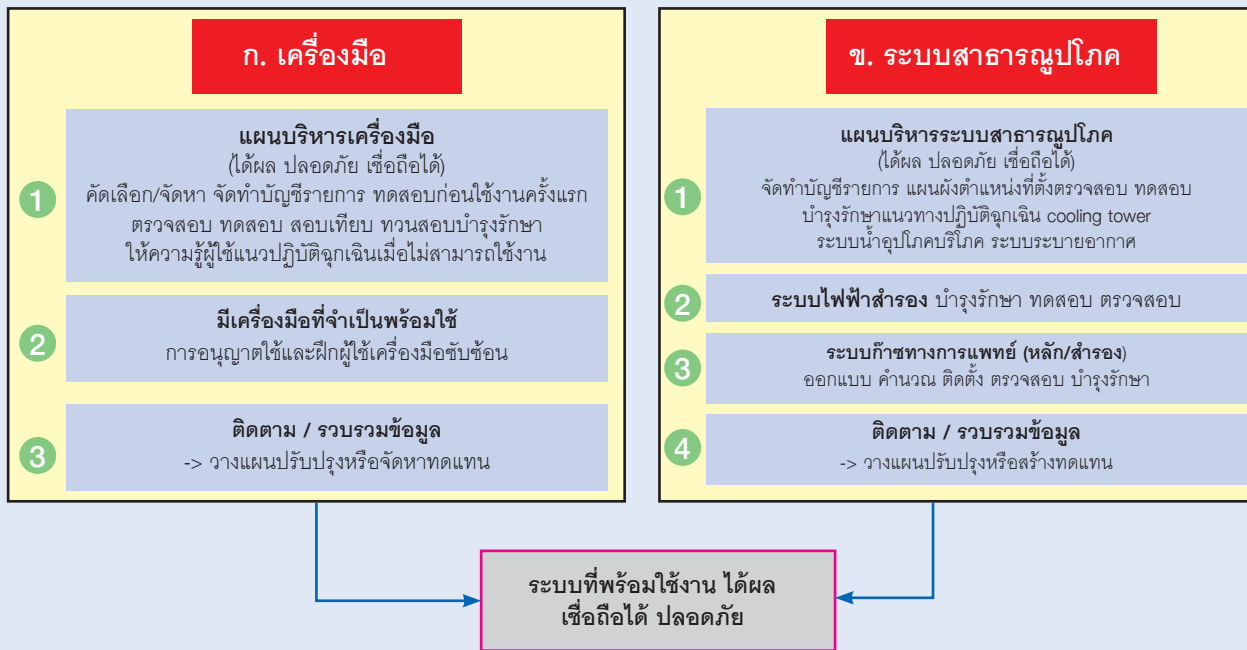 ก. เครื่องมือ
1
แผนบริหารเครื่องมือ
(ได้ผล ปลอดภัย เชื่อถือได้)
คัดเลือก/จัดหา จัดทำบัญชีรายการ ทดสอบก่อนใช้งานครั้งแรก
ตรวจสอบ ทดสอบ สอบเทียบ ทวนสอบบำรุงรักษา
ให้ความรู้ผู้ใช้แนวปฏิบัติฉุกเฉินเมื่อไม่สามารถใช้งาน
2
มีเครื่องมือที่จำเป็นพร้อมใช้
การอนุญาตใช้และฝึกผู้ใช้เครื่องมือซับซ้อน
3
ติดตาม / รวบรวมข้อมูล
-> วางแผนปรับปรุงหรือจัดหาทดแทน
ข. ระบบสาธารณูปโภค
1
แผนบริหารระบบสาธารณูปโภค
(ได้ผล ปลอดภัย เชื่อถือได้)
จัดทำบัญชีรายการ แผนผังตำแหน่งที่ตั้งตรวจสอบ ทดสอบ
บำรุงรักษาแนวทางปฏิบัติฉุกเฉิน cooling tower
ระบบน้ำอุปโภคบริโภค ระบบระบายอากาศ
2
ระบบไฟฟ้าสำรอง บำรุงรักษา ทดสอบ ตรวจสอบ
3
ระบบก๊าซทางการแพทย์ (หลัก/สำรอง)
ออกแบบ คำนวณ ติดตั้ง ตรวจสอบ บำรุงรักษา
4
ติดตาม / รวบรวมข้อมูล
-> วางแผนปรับปรุงหรือสร้างทดแทน
ระบบที่พร้อมใช้งาน ได้ผล
เชื่อถือได้ ปลอดภัย